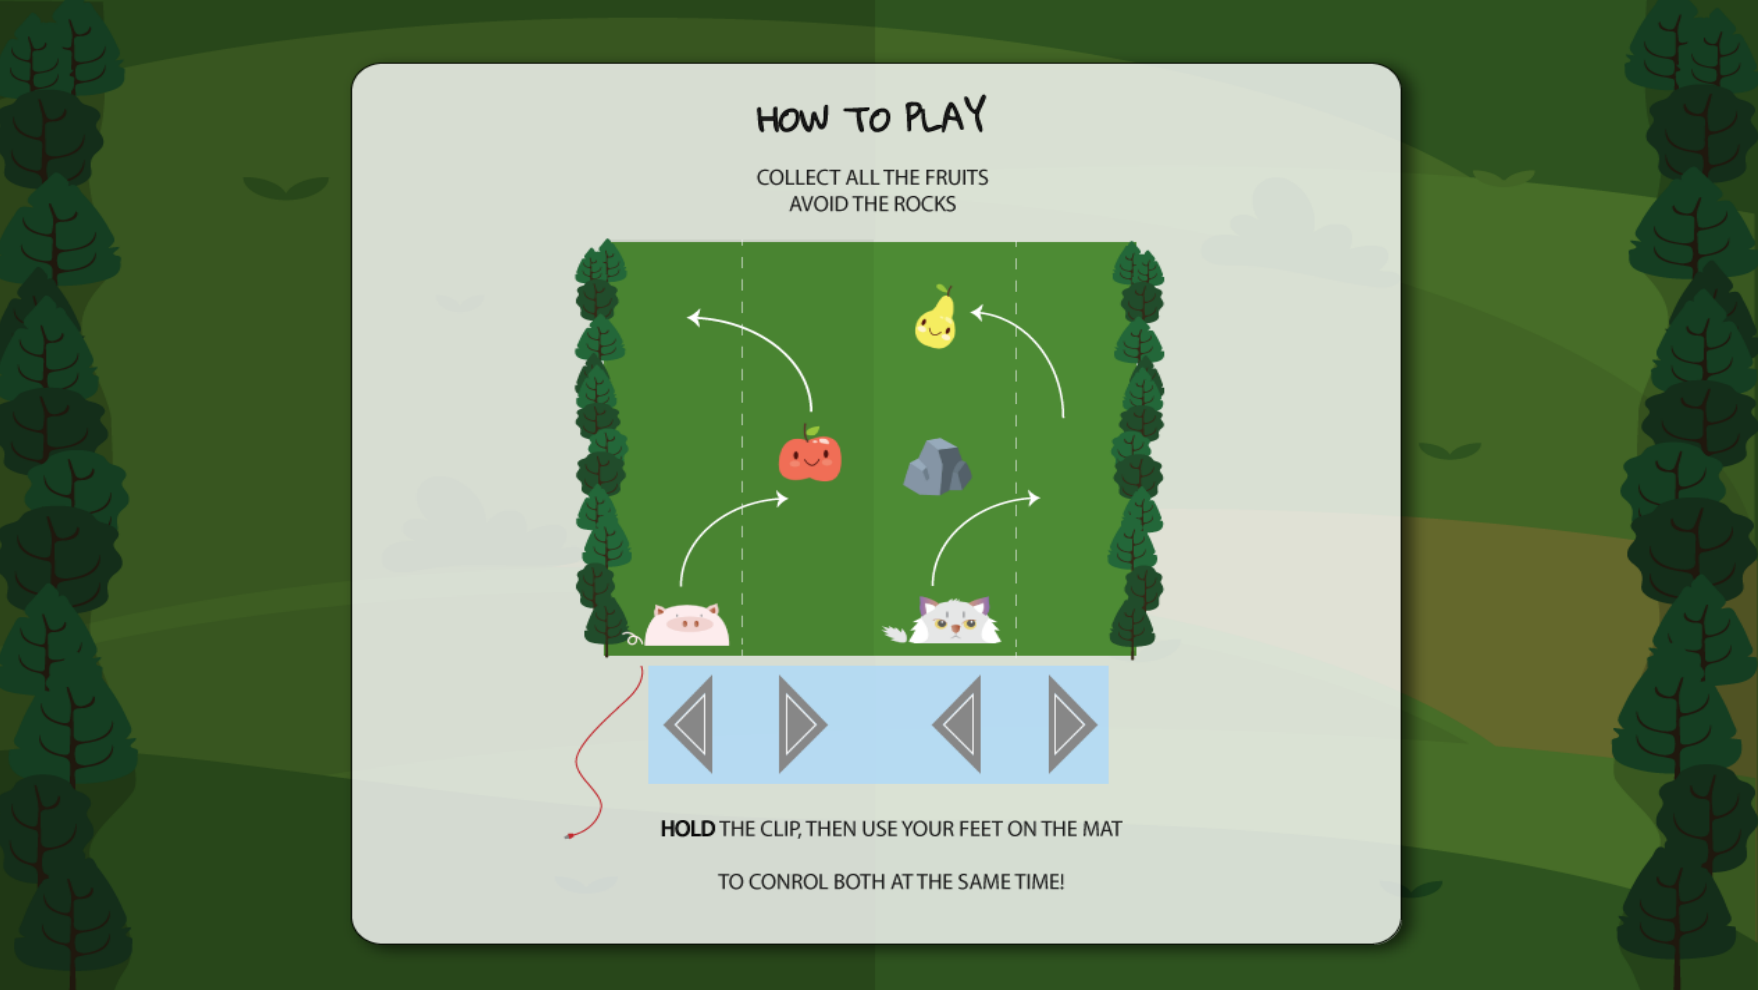 HOW TO PLAY
COLLECT ALL THE FRUITS
AVOID THE ROCKS
HOLD THE CLIP, THEN USE YOUR FEET ON THE MAT
TO CONROL BOTH AT THE SAME TIME!